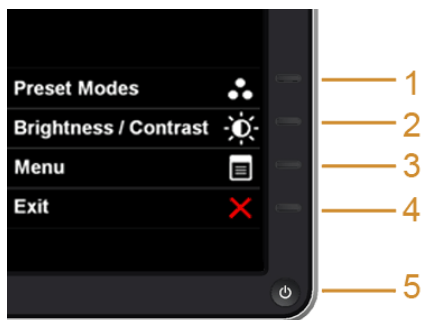 Preset Modes 1
Brightness / Contrast 2
Menu 3
Exit 4
5